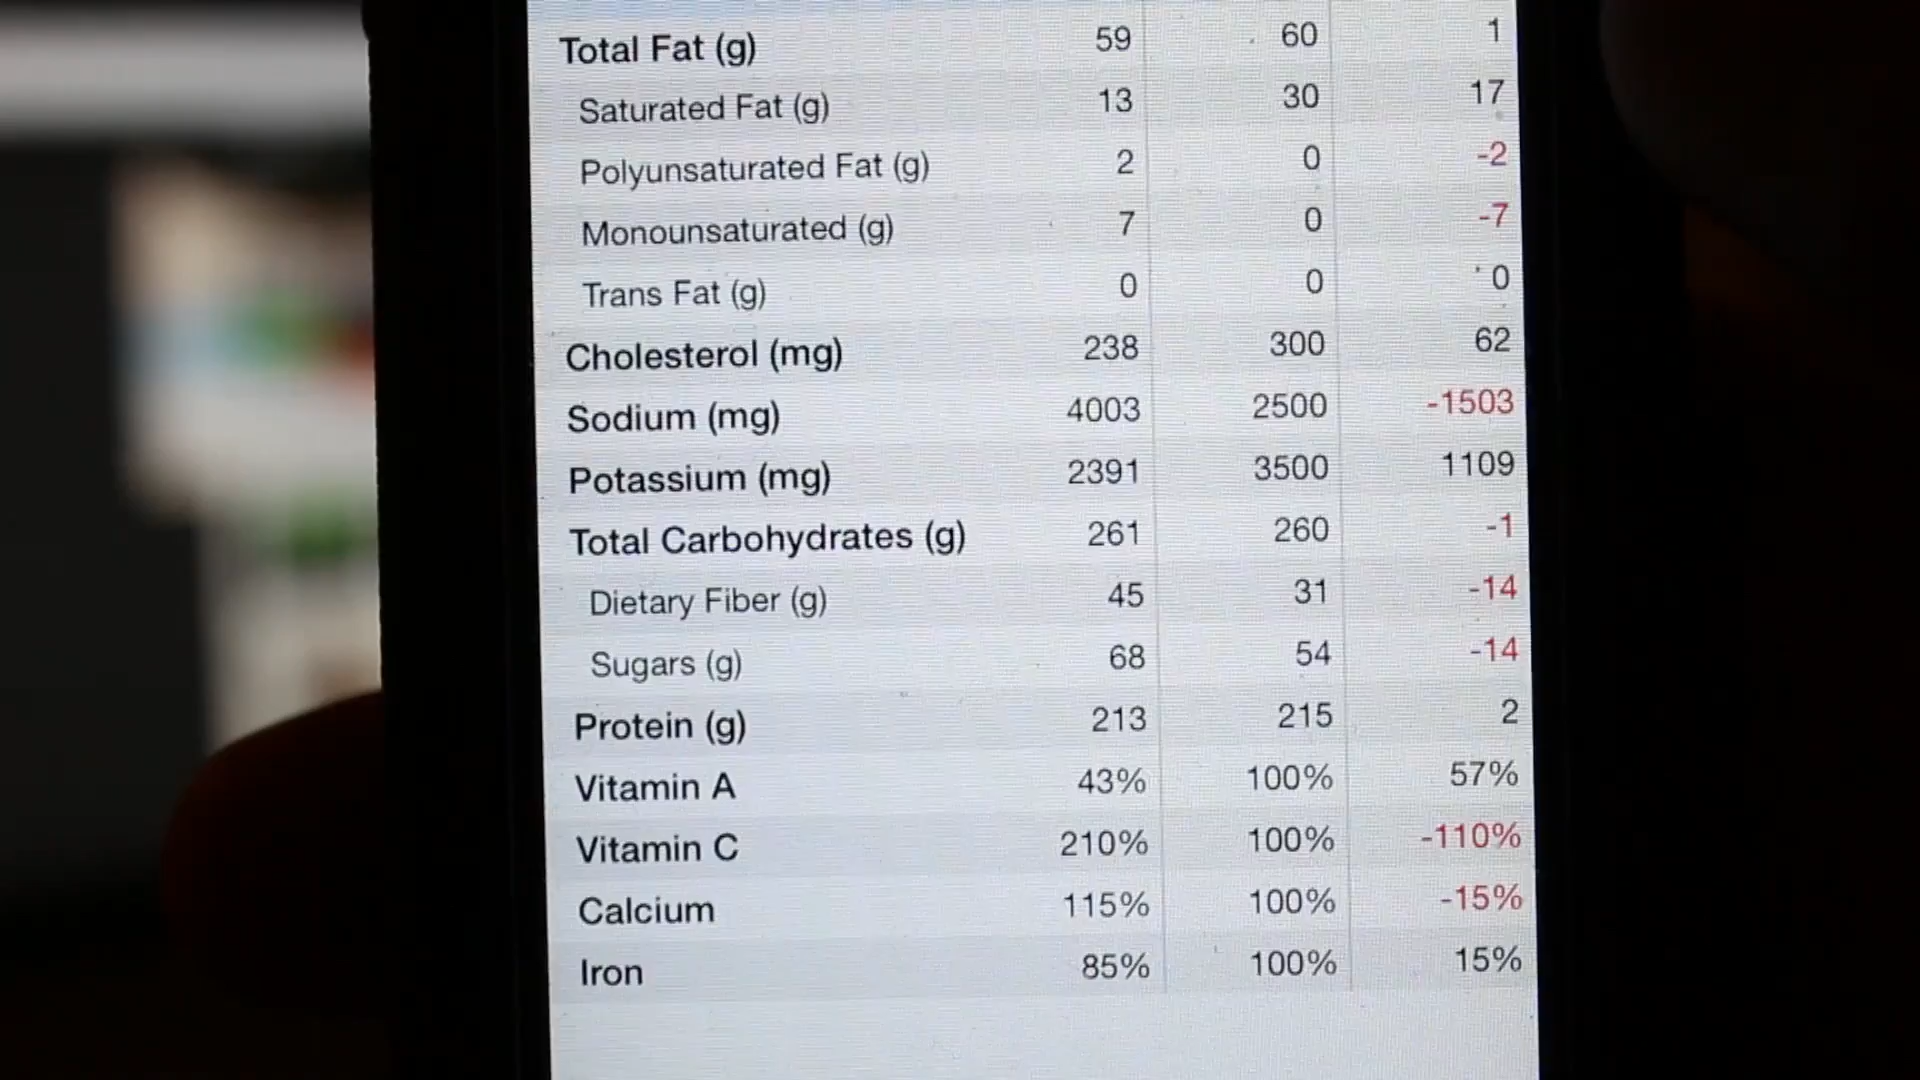 Total Fat (g) 59 60 1
Saturated Fat (g) 13 30 17
Polyunsaturated Fat (g) 2 0 -2
Monounsaturated (g) 7 0 -7
Trans Fat (g) 0 0 0
Cholesterol (mg) 238 300 62
Sodium (mg) 4003 2500 -1503
Potassium (mg) 2391 3500 1109
Total Carbohydrates (g) 261 260 -1
Dietary Fiber (g) 45 31 -14
Sugars (g) 68 54 -14
Protein (g) 213 215 2
Vitamin A 43% 100% 57%
Vitamin C 210% 100% -110%
Calcium 115% 100% -15%
Iron 85% 100% 15%